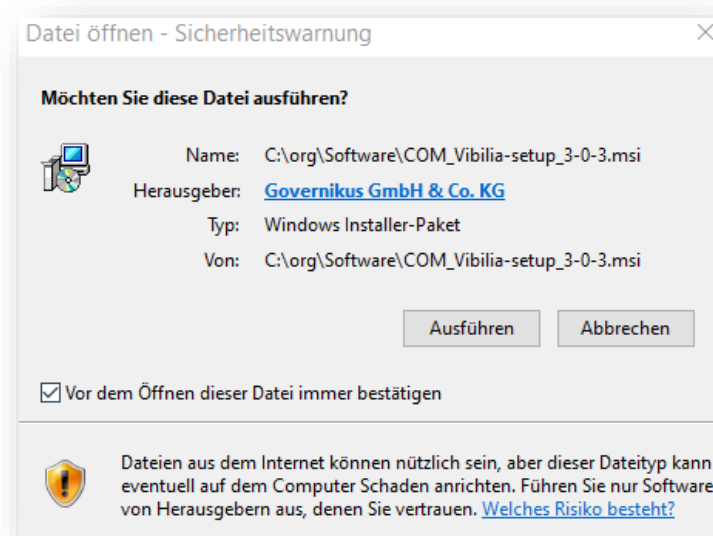 Datei öffnen - Sicherheitswarnung
Möchten Sie diese Datei ausführen?
Name: C:\org\Software\COM_Vibilia-setup_3-0-3.msi
Herausgeber: Governikus GmbH & Co. KG
Typ: Windows Installer-Paket
Von: C:\org\Software\COM_Vibilia-setup_3-0-3.msi
Ausführen Abbrechen
Vor dem Öffnen dieser Datei immer bestätigen
Dateien aus dem Internet können nützlich sein, aber dieser Dateityp kann
eventuell auf dem Computer Schaden anrichten. Führen Sie nur Software
von Herausgebern aus, denen Sie vertrauen. Welches Risiko besteht?